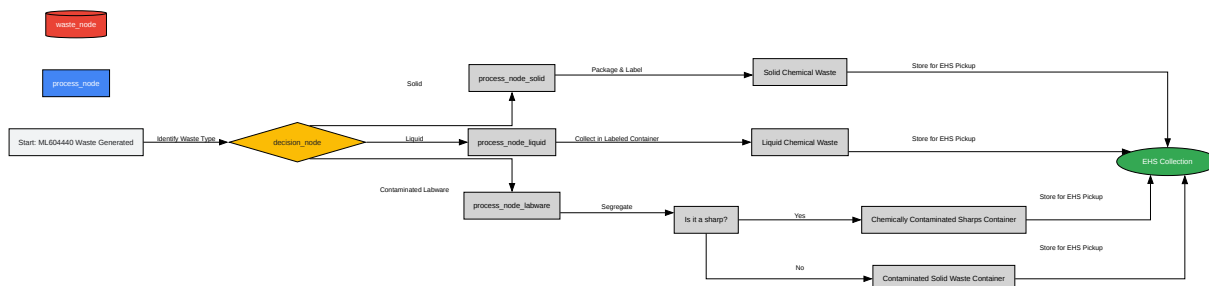 waste_node
process_node
Start: ML604440 Waste Generated
Identify Waste Type
decision_node
Solid
process_node_solid
Package & Label
Solid Chemical Waste
Store for EHS Pickup
Liquid
process_node_liquid
Collect in Labeled Container
Liquid Chemical Waste
Store for EHS Pickup
EHS Collection
Contaminated Labware
process_node_labware
Segregate
Is it a sharp?
Yes
Chemically Contaminated Sharps Container
Store for EHS Pickup
No
Contaminated Solid Waste Container
Store for EHS Pickup